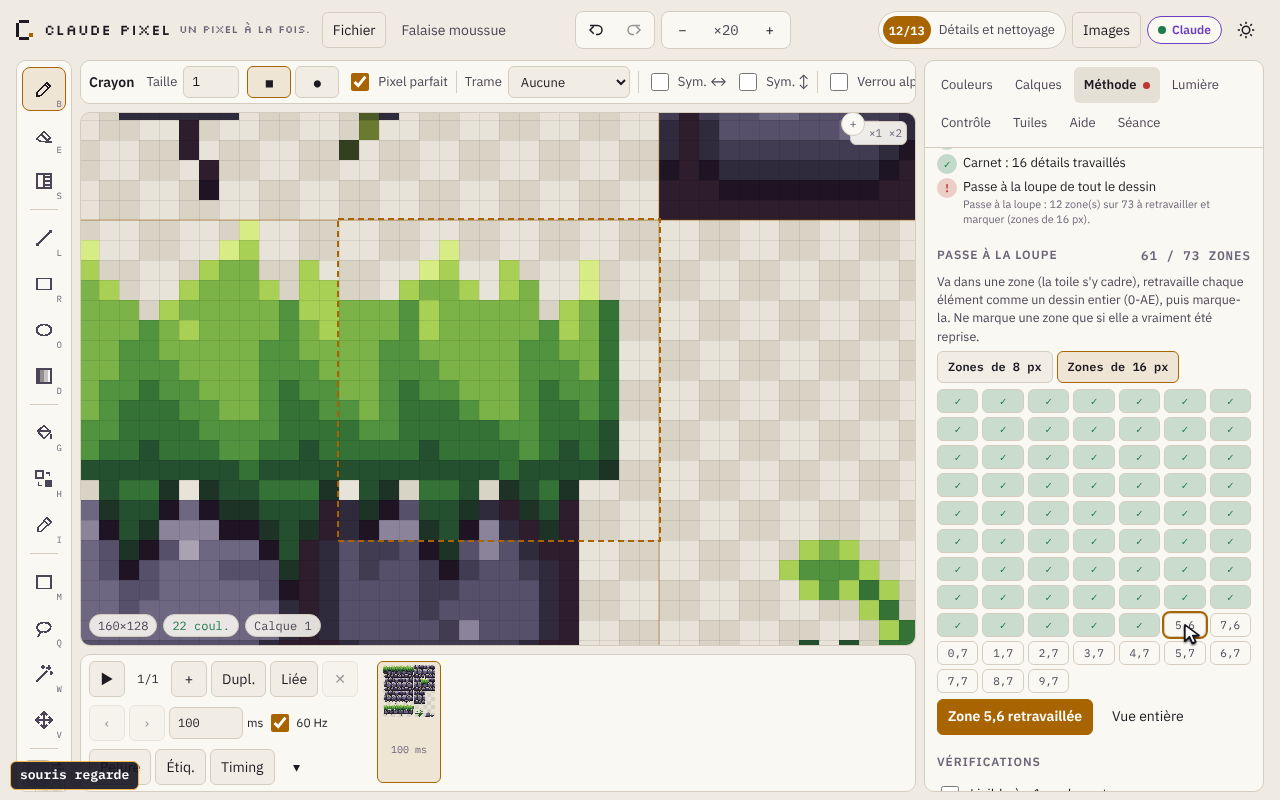 CLAUDE PIXEL
UN PIXEL À LA FOIS.
Fichier
Falaise moussue
−
×20
+
12/13
Détails et nettoyage
Images
Claude
Crayon
Taille
1
Pixel parfait
Trame
Aucune
Sym. ↔
Sym. ↕
Verrou alp
Couleurs
Calques
Méthode
Lumière
Contrôle
Tuiles
Aide
Séance
B
E
S
L
R
O
D
G
H
I
M
Q
W
V
+
×1 ×2
160×128
22 coul.
Calque 1
✓ Carnet : 16 détails travaillés
! Passe à la loupe de tout le dessin
Passe à la loupe : 12 zone(s) sur 73 à retravailler et
marquer (zones de 16 px).
PASSE À LA LOUPE
61 / 73 ZONES
Va dans une zone (la toile s'y cadre), retravaille chaque
élément comme un dessin entier (0-AE), puis marque-
la. Ne marque une zone que si elle a vraiment été
reprise.
Zones de 8 px
Zones de 16 px
✓ ✓ ✓ ✓ ✓ ✓ ✓
✓ ✓ ✓ ✓ ✓ ✓ ✓
✓ ✓ ✓ ✓ ✓ ✓ ✓
✓ ✓ ✓ ✓ ✓ ✓ ✓
✓ ✓ ✓ ✓ ✓ ✓ ✓
✓ ✓ ✓ ✓ ✓ ✓ ✓
✓ ✓ ✓ ✓ ✓ ✓ ✓
✓ ✓ ✓ ✓ ✓ ✓ ✓
✓ ✓ ✓ ✓ ✓ 5,6 7,6
0,7 1,7 2,7 3,7 4,7 5,7 6,7
7,7 8,7 9,7
Zone 5,6 retravaillée
Vue entière
VÉRIFICATIONS
1/1
+
Dupl.
Liée
×
‹
›
100
ms
60 Hz
Étiq.
Timing
100 ms
souris regarde